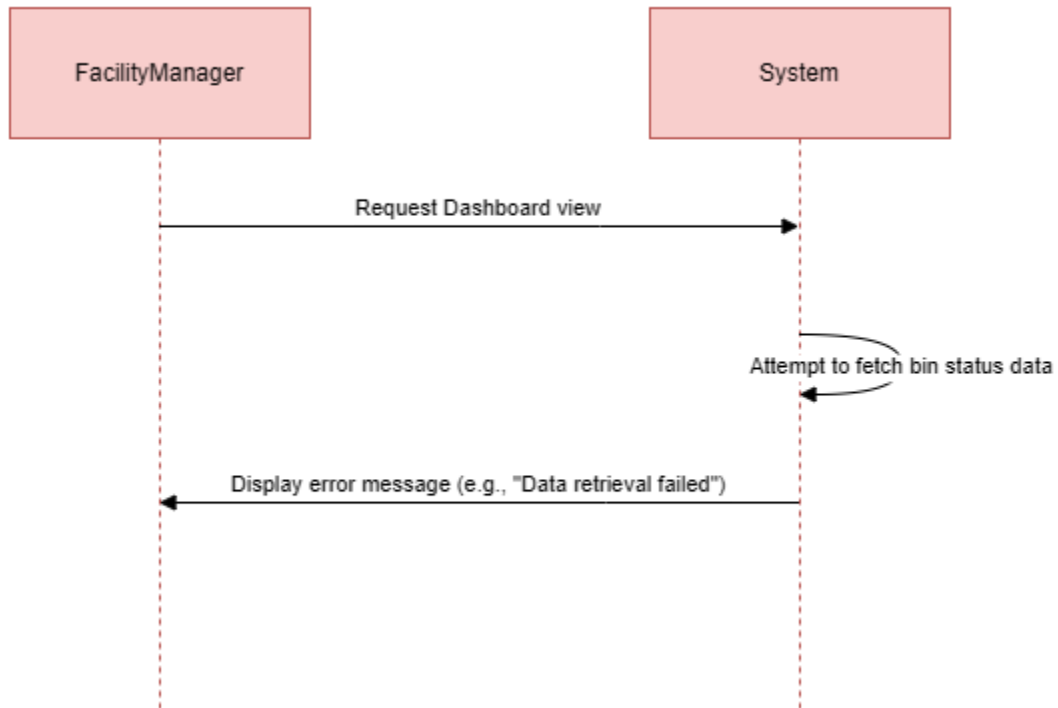 FacilityManager
System
Request Dashboard view
Attempt to fetch bin status data
Display error message (e.g., "Data retrieval failed")